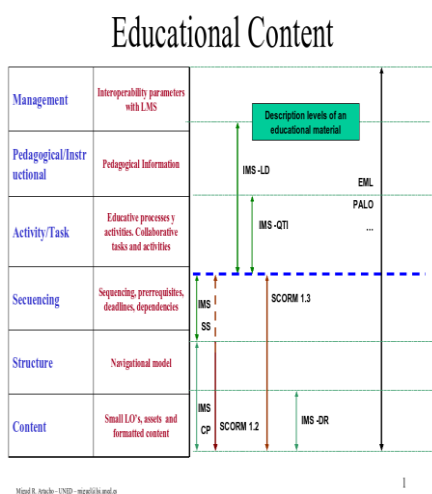 Educational Content
Management
Interoperability parameters
with LMS
Description levels of an
educational material
Pedagogical/Instr
uctional
Pedagogical Information
IMS -LD
EML
PALO
...
Activity/Task
Educative processes y
activities. Collaborative
tasks and activities
IMS -QTI
Secuencing
Sequencing, prerrequisites,
deadlines, dependencies
IMS
SS
SCORM 1.3
Structure
Navigational model
Content
Small LO's, assets and
formatted content
IMS
CP
SCORM 1.2
IMS -DR
Miguel R. Artacho – UNED –
1